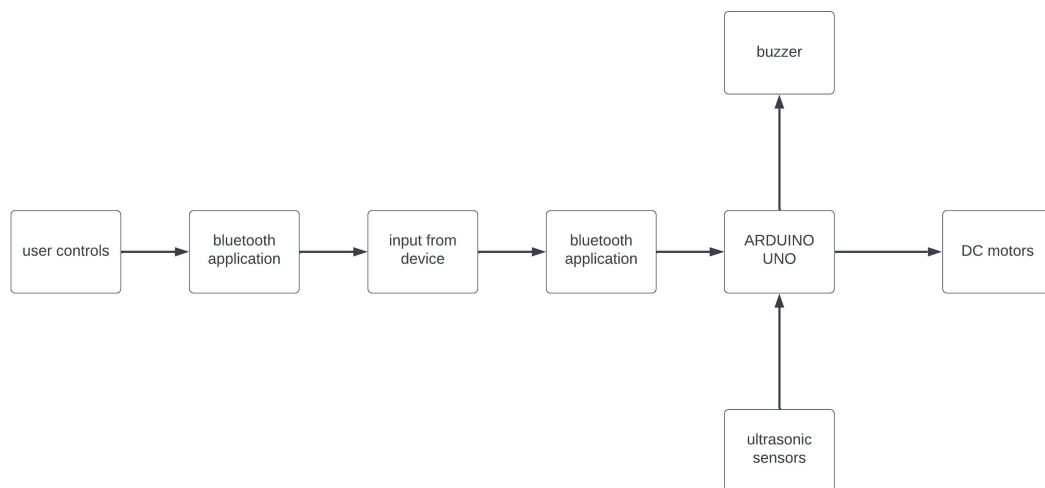 buzzer
user controls
bluetooth
application
input from
device
bluetooth
application
ARDUINO
UNO
DC motors
ultrasonic
sensors